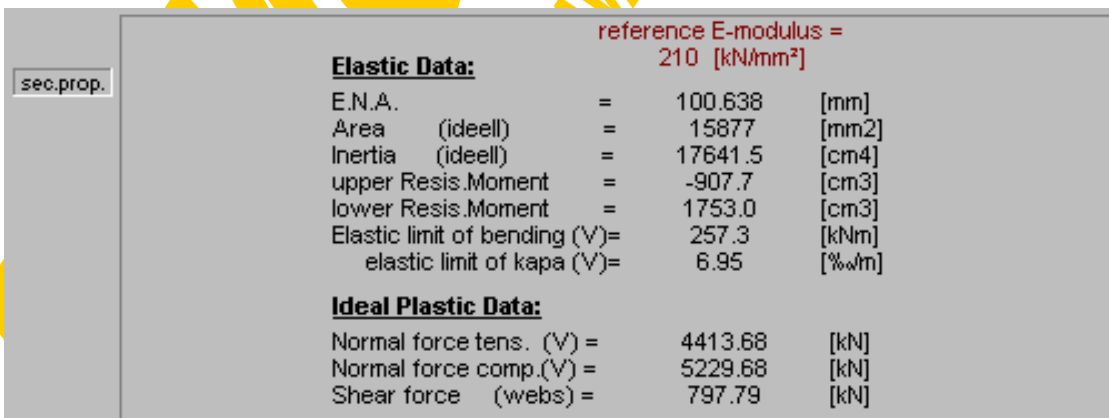 reference E-modulus =
210 [kN/mm²]
sec.prop.
Elastic Data:
E.N.A. = 100.638 [mm]
Area (ideell) = 15877 [mm2]
Inertia (ideell) = 17641.5 [cm4]
upper Resis.Moment = -907.7 [cm3]
lower Resis.Moment = 1753.0 [cm3]
Elastic limit of bending (V)= 257.3 [kNm]
elastic limit of kapa (V)= 6.95 [‰/m]
Ideal Plastic Data:
Normal force tens. (V) = 4413.68 [kN]
Normal force comp.(V) = 5229.68 [kN]
Shear force (webs) = 797.79 [kN]